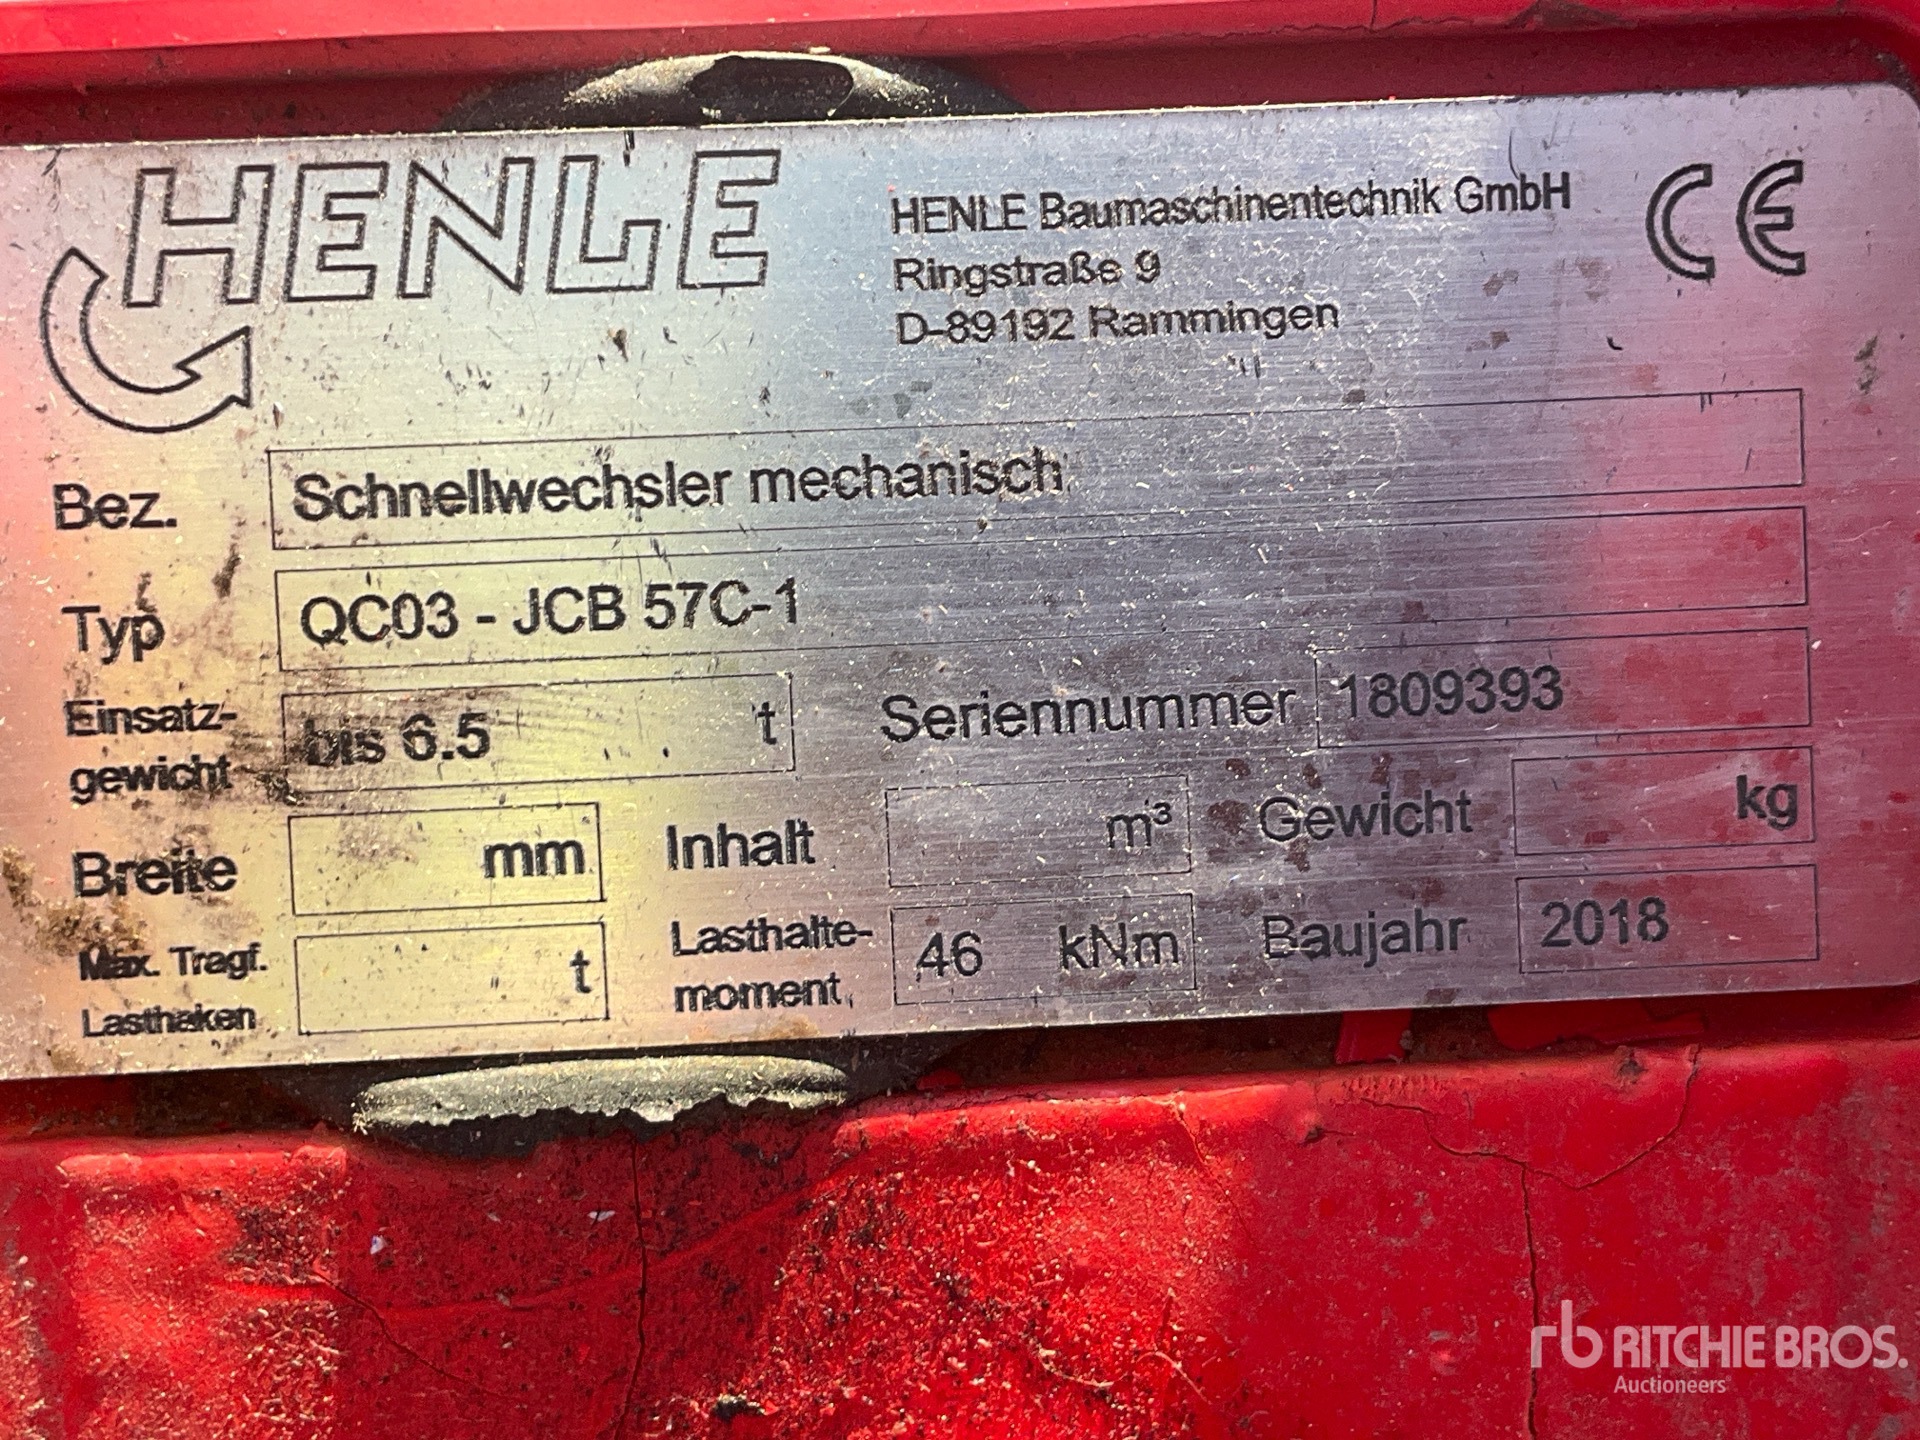 HENLE
HENLE Baumaschinentechnik GmbH
Ringstraße 9
D-89192 Rammingen
CE
Bez. Schnellwechsler mechanisch
Typ QC03 - JCB 57C-1
Einsatz-
gewicht bis 6.5 t
Seriennummer 1809393
Breite mm
Inhalt m³
Gewicht kg
Max. Tragf.
Lasthaken t
Lasthalte-
moment 46 kNm
Baujahr 2018
rb RITCHIE BROS.
Auctioneers